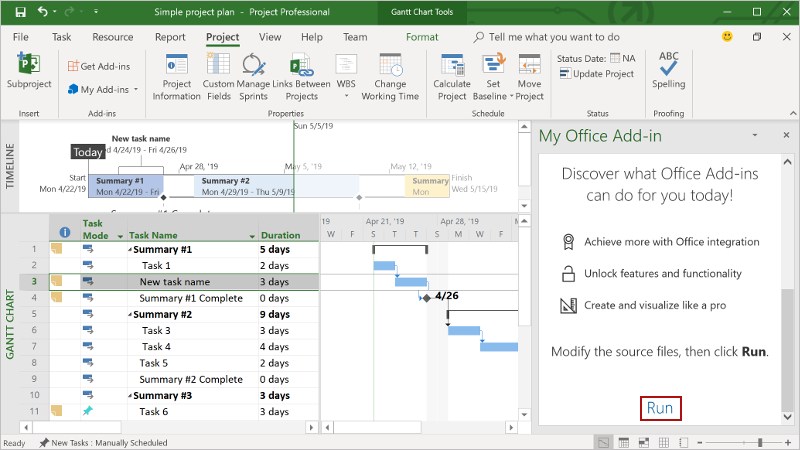 Simple project plan - Project Professional
Gantt Chart Tools
File Task Resource Report Project View Help Team Format Tell me what you want to do
Subproject
Get Add-ins
My Add-ins
Project Information
Custom Fields
Manage Sprints
Links Between Projects
WBS
Change Working Time
Calculate Project
Set Baseline
Move Project
Status Date: NA
Update Project
ABC
Spelling
Insert Add-ins Properties Schedule Status Proofing
TIMELINE
Sun 5/5/19
New task name
Wed 4/24/19 - Fri 4/26/19
Today
Apr 28, '19 May 5, '19 May 12, '19
Start
Mon 4/22/19
Summary #1
Mon 4/22/19 - Fri
Summary #2
Mon 4/29/19 - Thu 5/9/19
Summary
Mon 5/
Finish
Wed 5/15/19
Summary #1 Complete
GANTT CHART
Task Mode Task Name Duration
'19 Apr 21, '19 Apr 28, '19
W F S T T S M W F
1 Summary #1 5 days
2 Task 1 2 days
3 New task name 3 days
4 Summary #1 Complete 0 days
4/26
5 Summary #2 9 days
6 Task 3 3 days
7 Task 4 4 days
8 Task 5 2 days
9 Summary #2 Complete 0 days
10 Summary #3 3 days
11 Task 6 3 days
My Office Add-in
Discover what Office Add-ins
can do for you today!
Achieve more with Office integration
Unlock features and functionality
Create and visualize like a pro
Modify the source files, then click Run.
Run
Ready New Tasks : Manually Scheduled